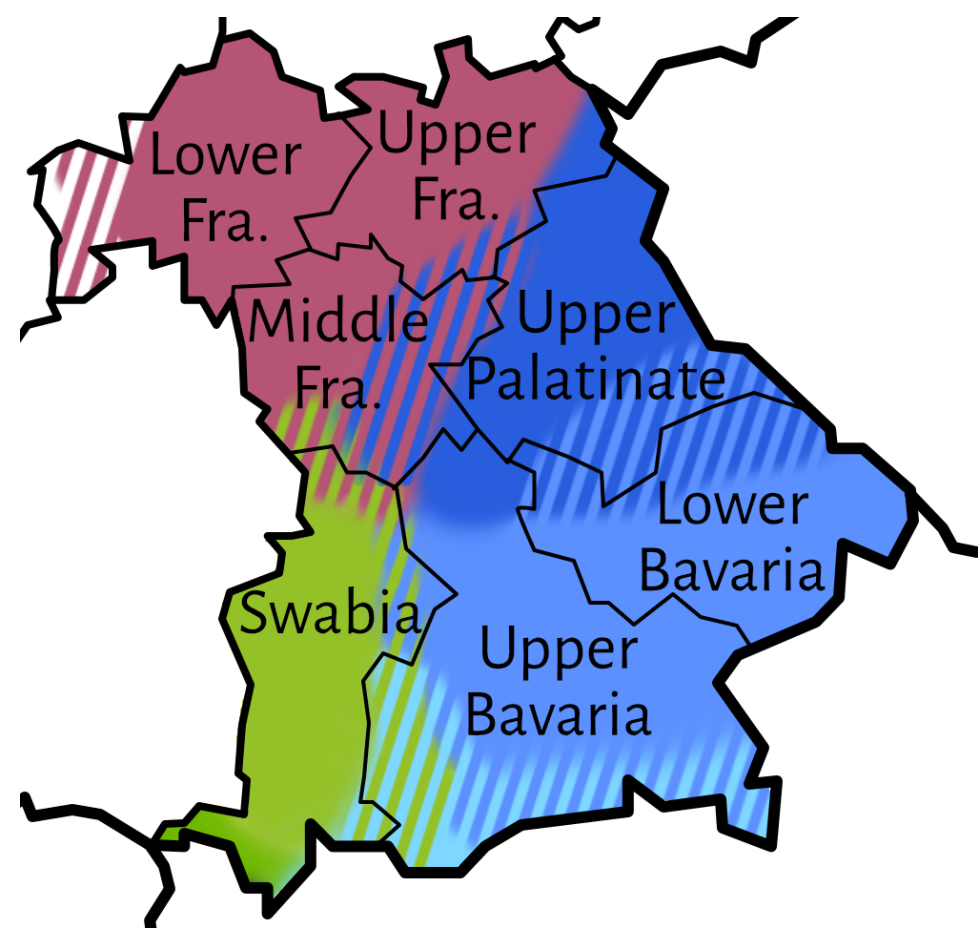 Lower
Fra.
Upper
Fra.
Middle
Fra.
Upper
Palatinate
Lower
Bavaria
Swabia
Upper
Bavaria